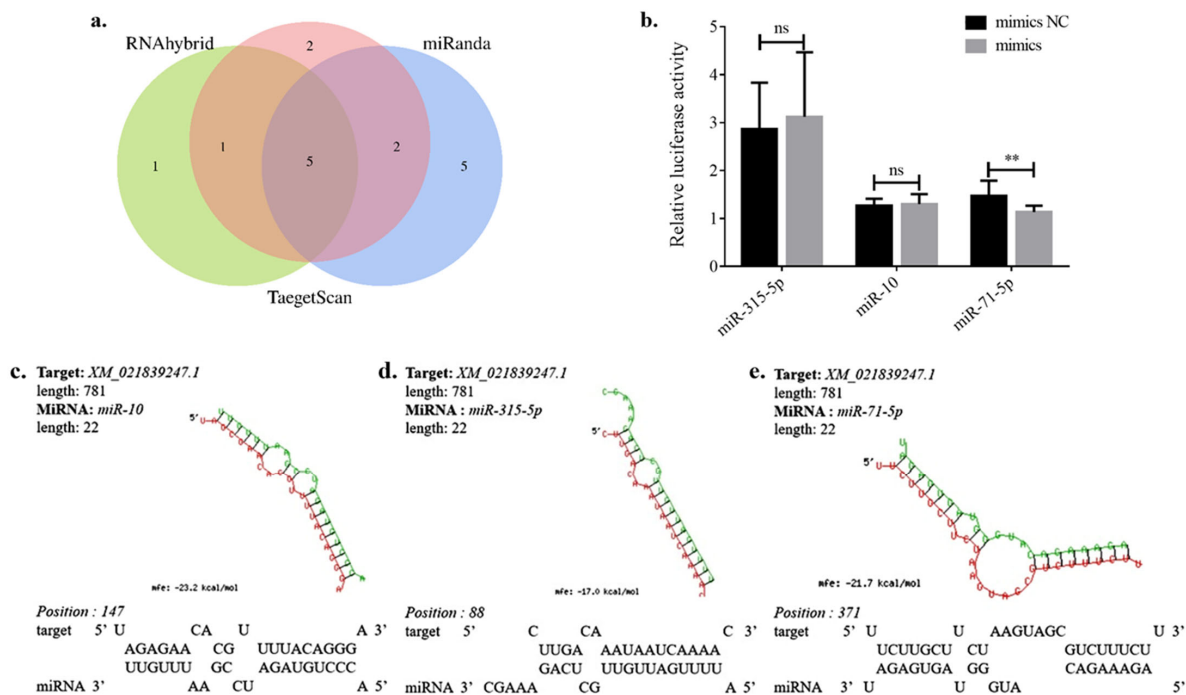 a.
RNAhybrid
miRanda
2
1
1
5
2
5
TaegetScan
b.
mimics NC
mimics
Relative luciferase activity
5
4
3
2
1
0
ns
ns
**
miR-315-5p
miR-10
miR-71-5p
c. Target: XM_021839247.1
length: 781
MiRNA : miR-10
length: 22
5'
mfe: -23.2 kcal/mol
Position : 147
target 5' U CA U A 3'
AGAGAA CG UUUACAGGG
UUGUUU GC AGAUGUCCC
miRNA 3' AA CU A 5'
d. Target: XM_021839247.1
length: 781
MiRNA : miR-315-5p
length: 22
5'
mfe: -17.0 kcal/mol
Position : 88
target 5' C CA C 3'
UUGA AAUAAUCAAAA
GACU UUGUUAGUUUU
miRNA 3' CGAAA CG A 5'
e. Target: XM_021839247.1
length: 781
MiRNA : miR-71-5p
length: 22
5'
mfe: -21.7 kcal/mol
Position : 371
target 5' U U AAGUAGC U 3'
UCUUGCU CU GUCUUUCU
AGAGUGA GG CAGAAAGA
miRNA 3' U U GUA 5'